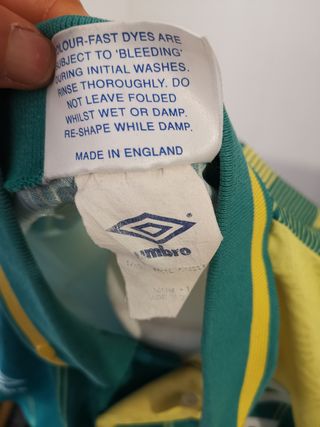 COLOUR-FAST DYES ARE
SUBJECT TO 'BLEEDING'
DURING INITIAL WASHES.
RINSE THOROUGHLY. DO
NOT LEAVE FOLDED
WHILST WET OR DAMP.
RE-SHAPE WHILE DAMP.
MADE IN ENGLAND
umbro